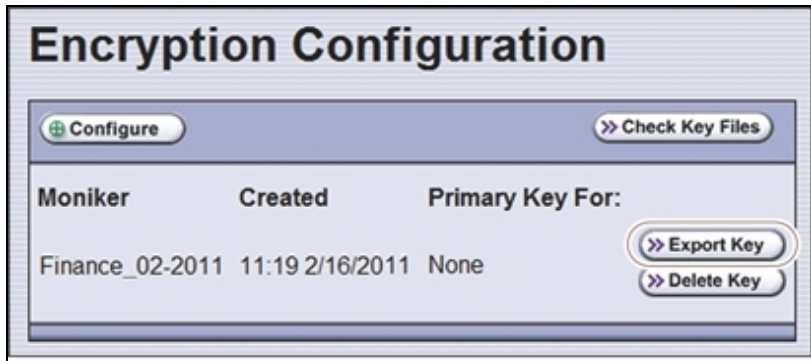 Encryption Configuration
Configure
Check Key Files
Moniker Created Primary Key For:
Export Key
Finance_02-2011 11:19 2/16/2011 None
Delete Key